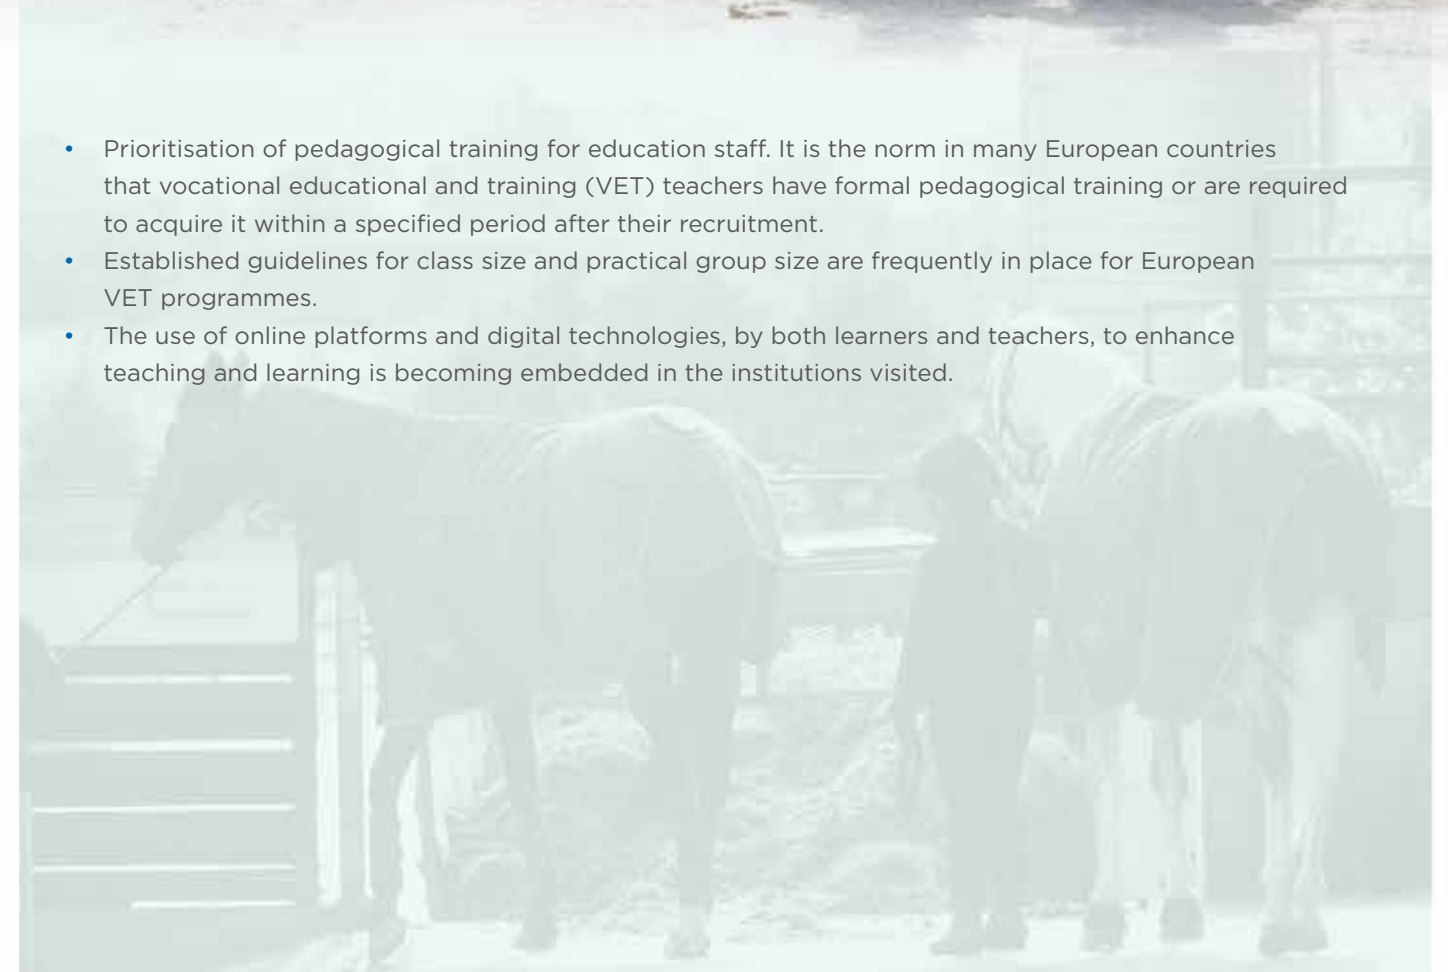 • Prioritisation of pedagogical training for education staff. It is the norm in many European countries
that vocational educational and training (VET) teachers have formal pedagogical training or are required
to acquire it within a specified period after their recruitment.
• Established guidelines for class size and practical group size are frequently in place for European
VET programmes.
• The use of online platforms and digital technologies, by both learners and teachers, to enhance
teaching and learning is becoming embedded in the institutions visited.